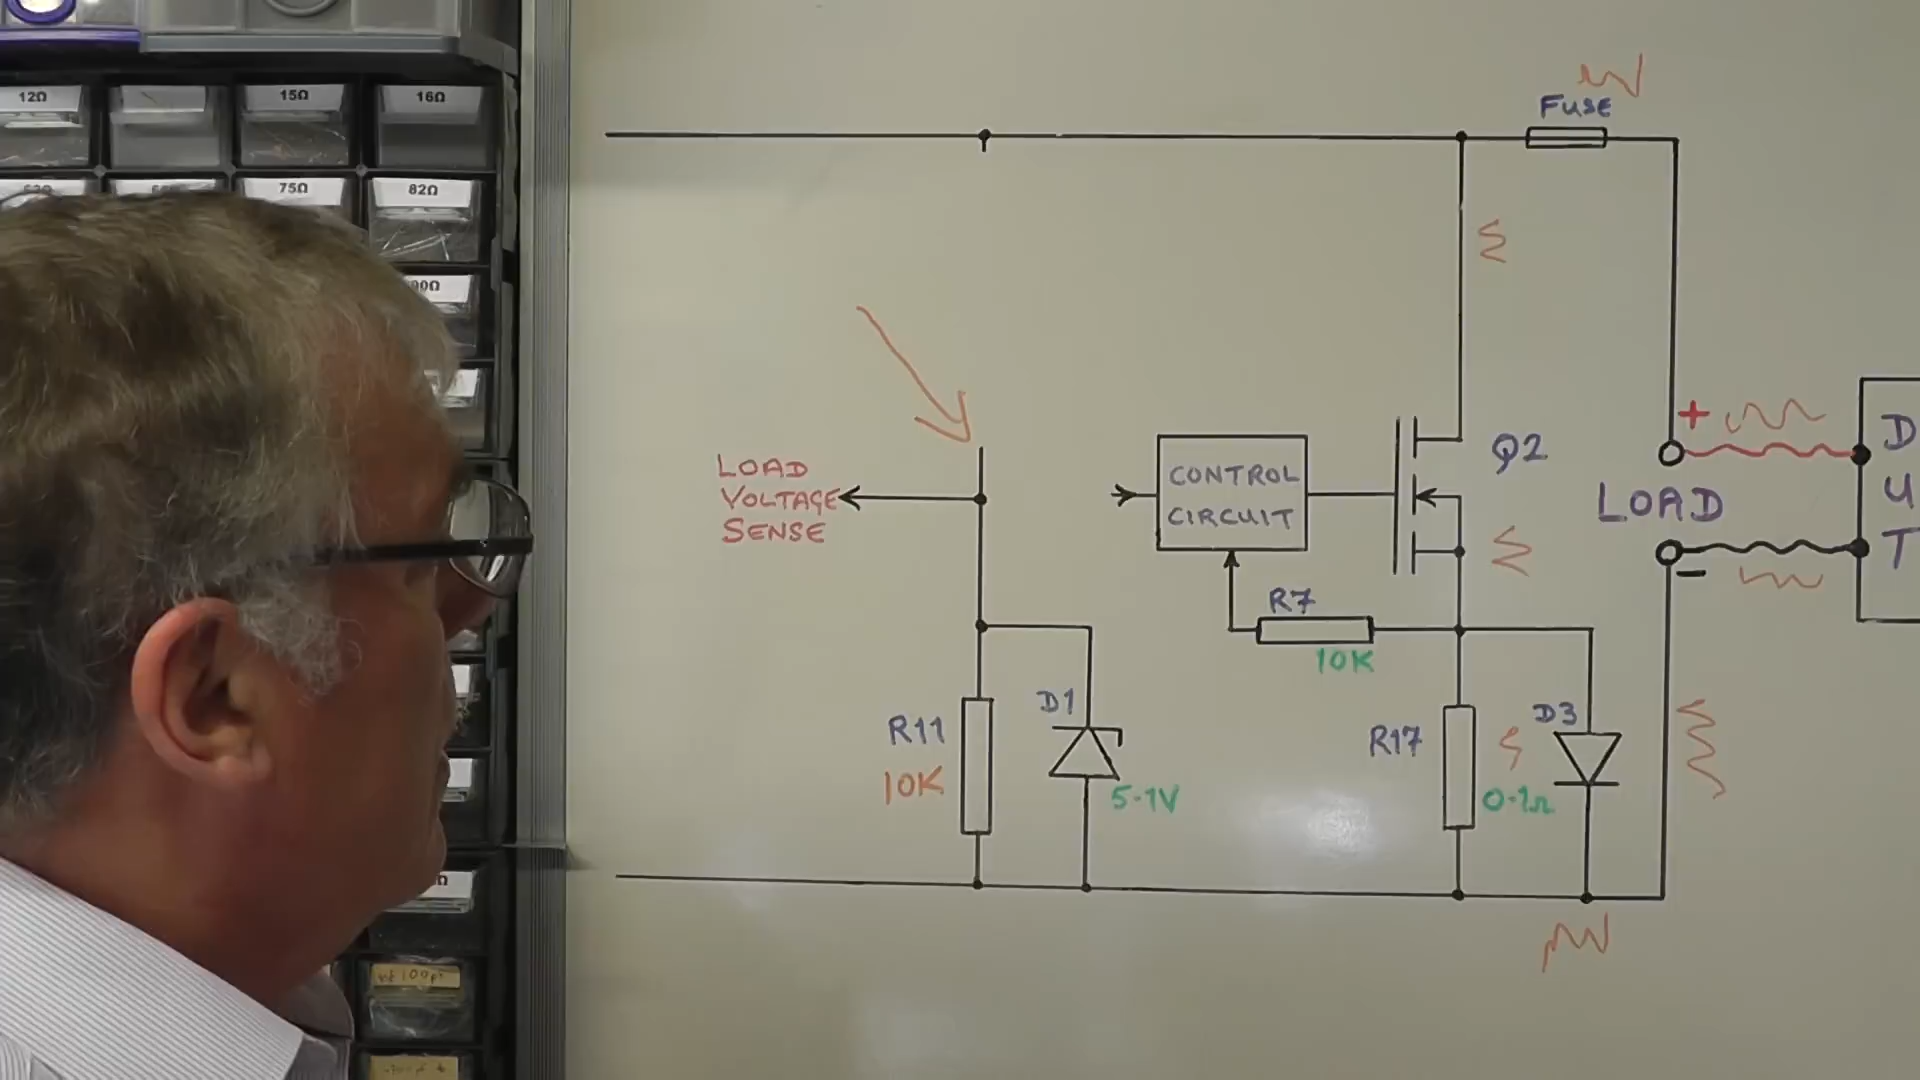 12Ω
15Ω
16Ω
75Ω
82Ω
FUSE
+
Q2
LOAD
VOLTAGE
SENSE
CONTROL
CIRCUIT
LOAD
D
U
T
R7
10K
D1
R11
10K
5.1V
R17
0.1Ω
D3